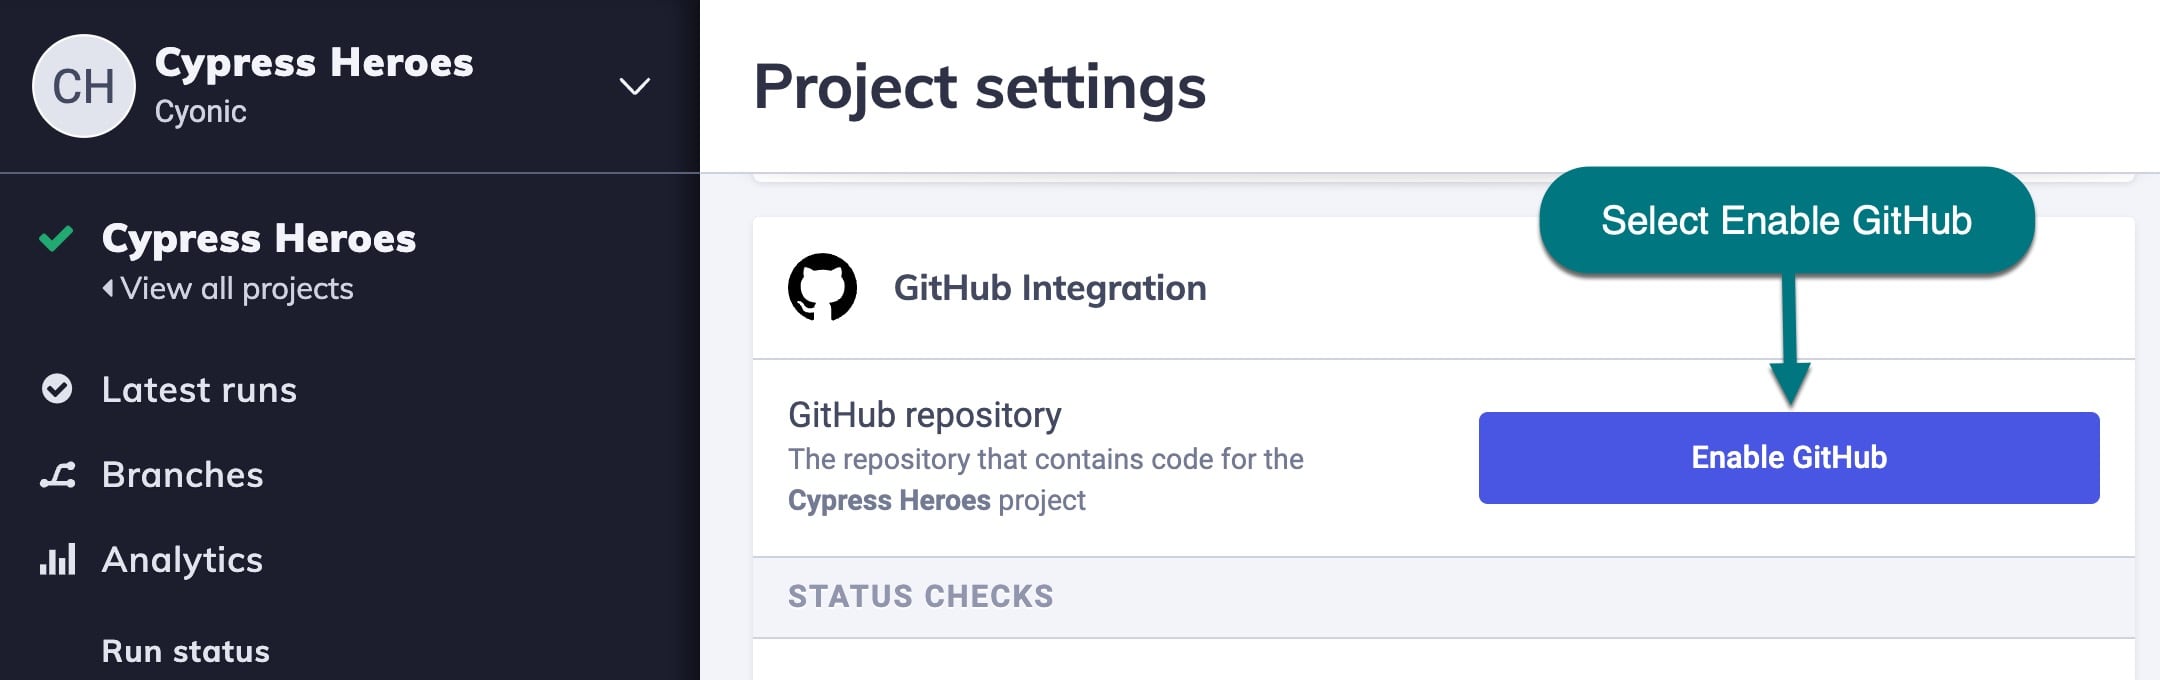 CH
Cypress Heroes
Cyonic
Cypress Heroes
View all projects
Latest runs
Branches
Analytics
Run status
Project settings
Select Enable GitHub
GitHub Integration
GitHub repository
The repository that contains code for the
Cypress Heroes project
Enable GitHub
STATUS CHECKS